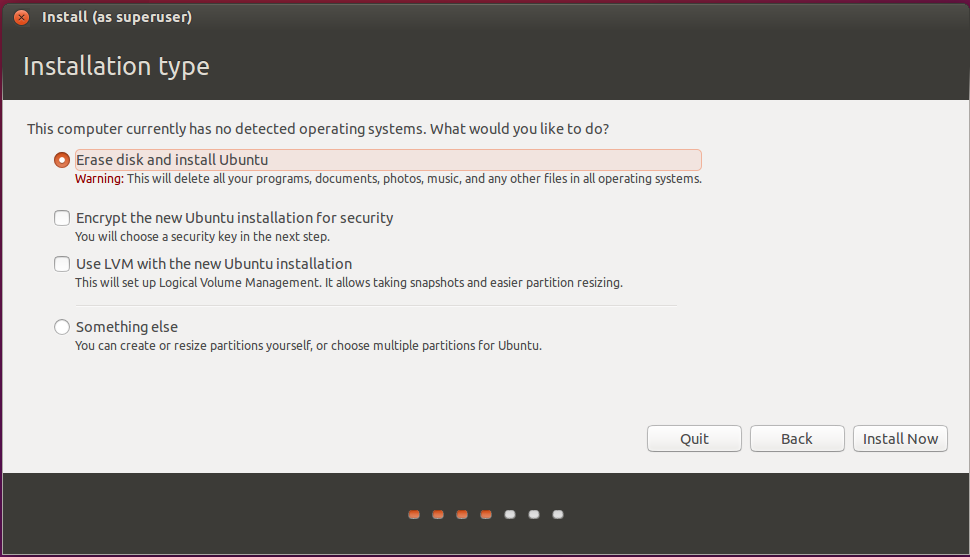 Install (as superuser)
Installation type
This computer currently has no detected operating systems. What would you like to do?
Erase disk and install Ubuntu
Warning: This will delete all your programs, documents, photos, music, and any other files in all operating systems.
Encrypt the new Ubuntu installation for security
You will choose a security key in the next step.
Use LVM with the new Ubuntu installation
This will set up Logical Volume Management. It allows taking snapshots and easier partition resizing.
Something else
You can create or resize partitions yourself, or choose multiple partitions for Ubuntu.
Quit
Back
Install Now